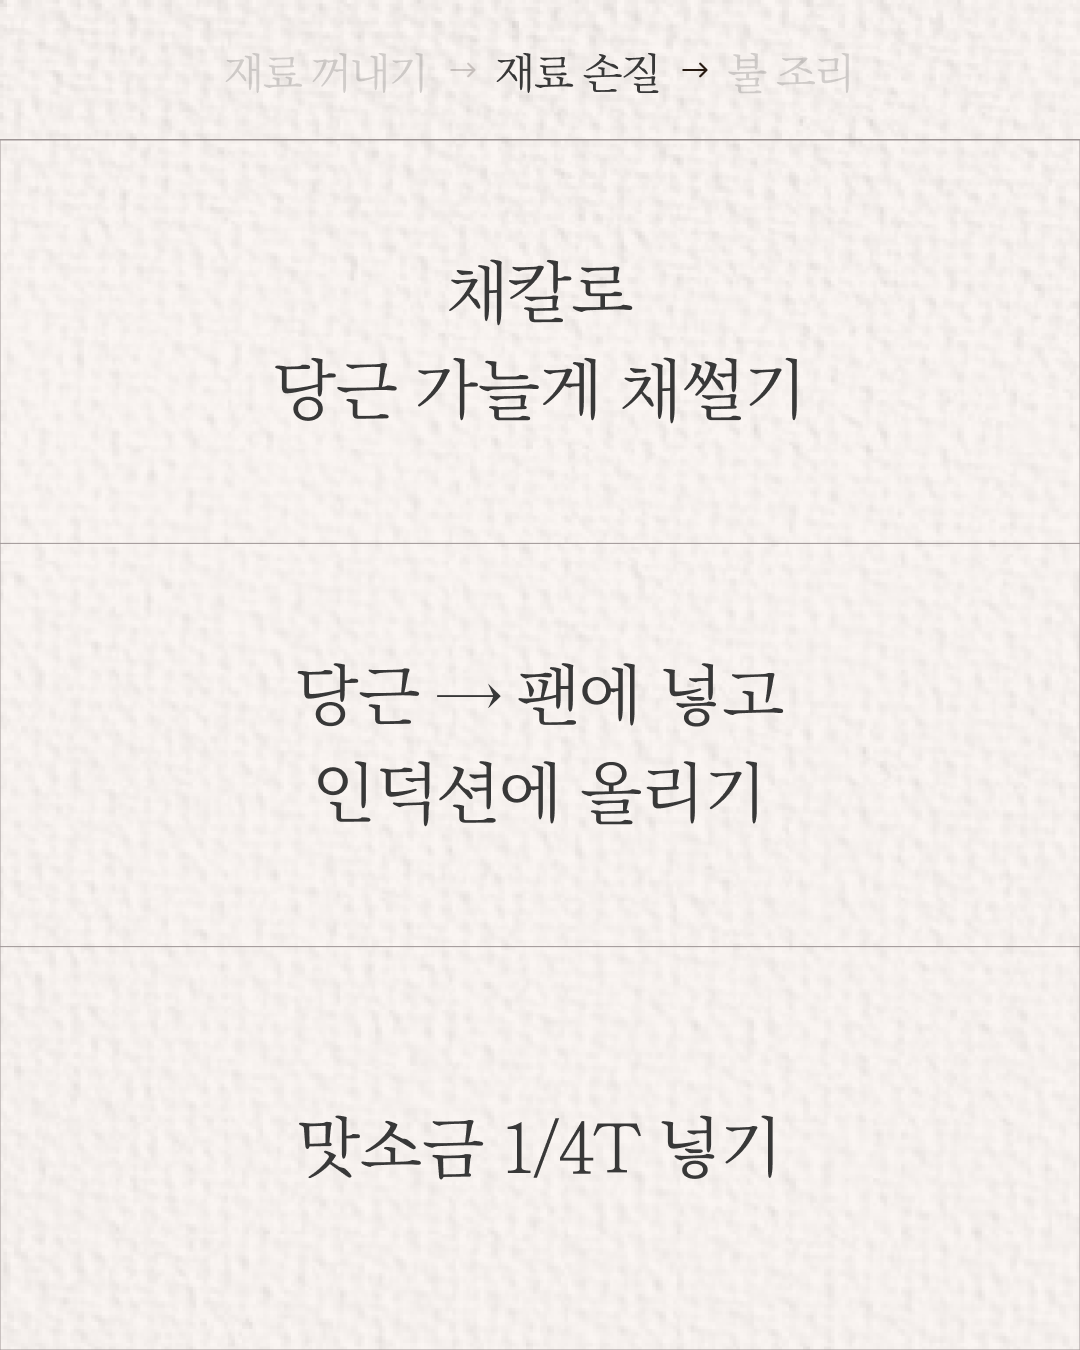 재료 꺼내기 → 재료 손질 → 불 조리
채칼로
당근 가늘게 채썰기
당근 → 팬에 넣고
인덕션에 올리기
맛소금 1/4T 넣기